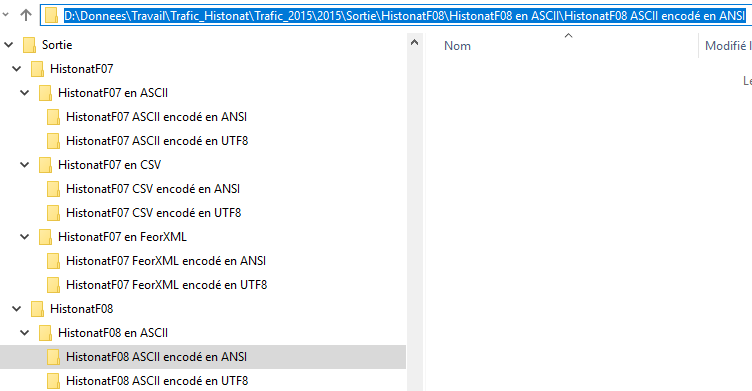 D:\Donnees\Travail\Trafic_Histonat\Trafic_2015\2015\Sortie\HistonatF08\HistonatF08 en ASCII\HistonatF08 ASCII encodé en ANSI
Sortie
HistonatF07
HistonatF07 en ASCII
HistonatF07 ASCII encodé en ANSI
HistonatF07 ASCII encodé en UTF8
HistonatF07 en CSV
HistonatF07 CSV encodé en ANSI
HistonatF07 CSV encodé en UTF8
HistonatF07 en FeorXML
HistonatF07 FeorXML encodé en ANSI
HistonatF07 FeorXML encodé en UTF8
HistonatF08
HistonatF08 en ASCII
HistonatF08 ASCII encodé en ANSI
HistonatF08 ASCII encodé en UTF8
Nom
Modifié l
Le